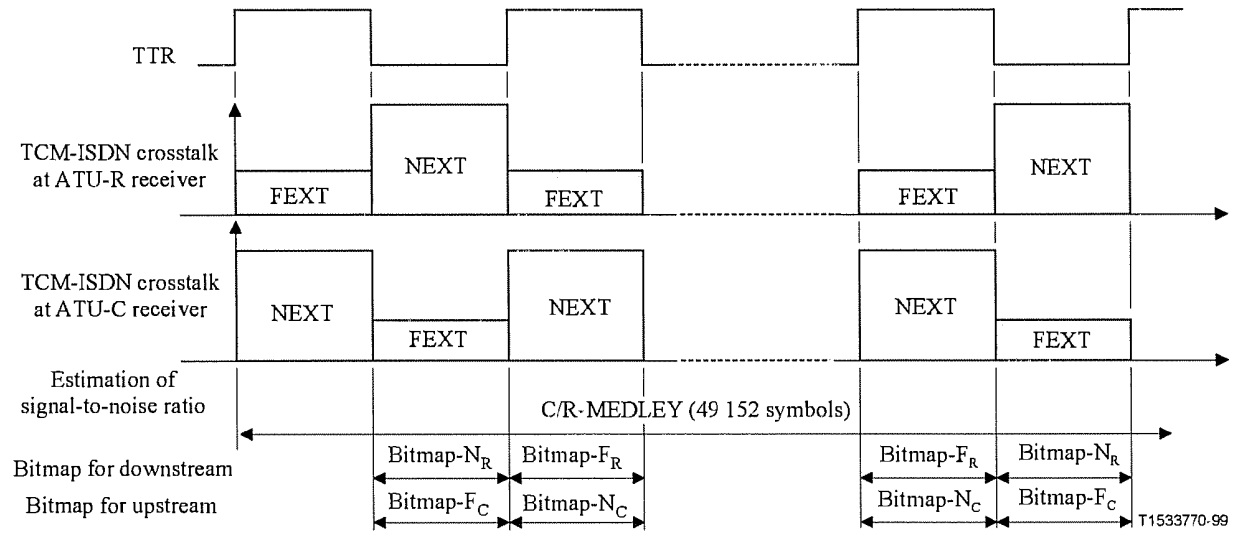 TTR
TCM-ISDN crosstalk
at ATU-R receiver
FEXT
NEXT
FEXT
FEXT
NEXT
TCM-ISDN crosstalk
at ATU-C receiver
NEXT
FEXT
NEXT
NEXT
FEXT
Estimation of
signal-to-noise ratio
C/R-MEDLEY (49 152 symbols)
Bitmap for downstream
Bitmap-N_R
Bitmap-F_R
Bitmap-F_R
Bitmap-N_R
Bitmap for upstream
Bitmap-F_C
Bitmap-N_C
Bitmap-N_C
Bitmap-F_C
T1533770-99